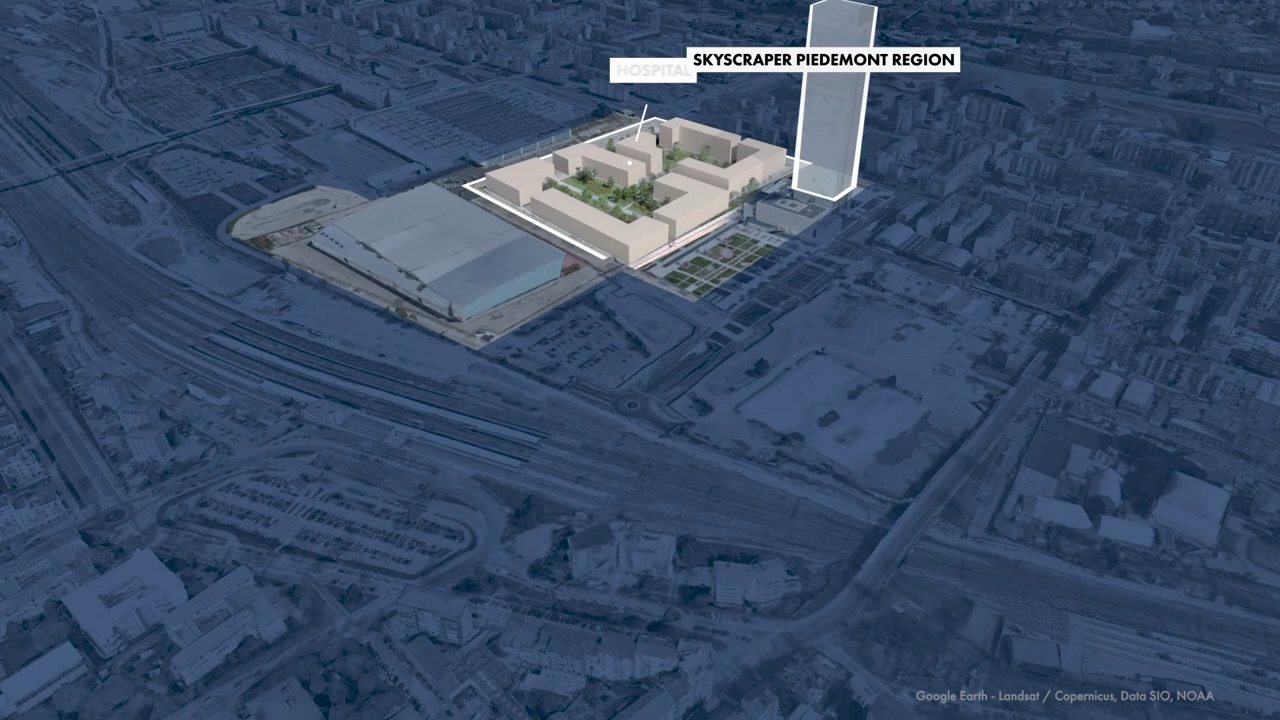 SKYSCRAPER PIEDEMONT REGION
HOSPITAL
Google Earth - Landsat / Copernicus, Data SIO, NOAA